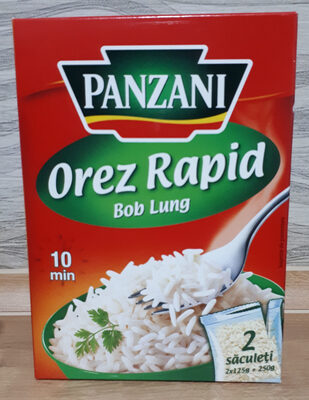 PANZANI
Orez Rapid
Bob Lung
10
min
2
săculeți
2x125g = 250g